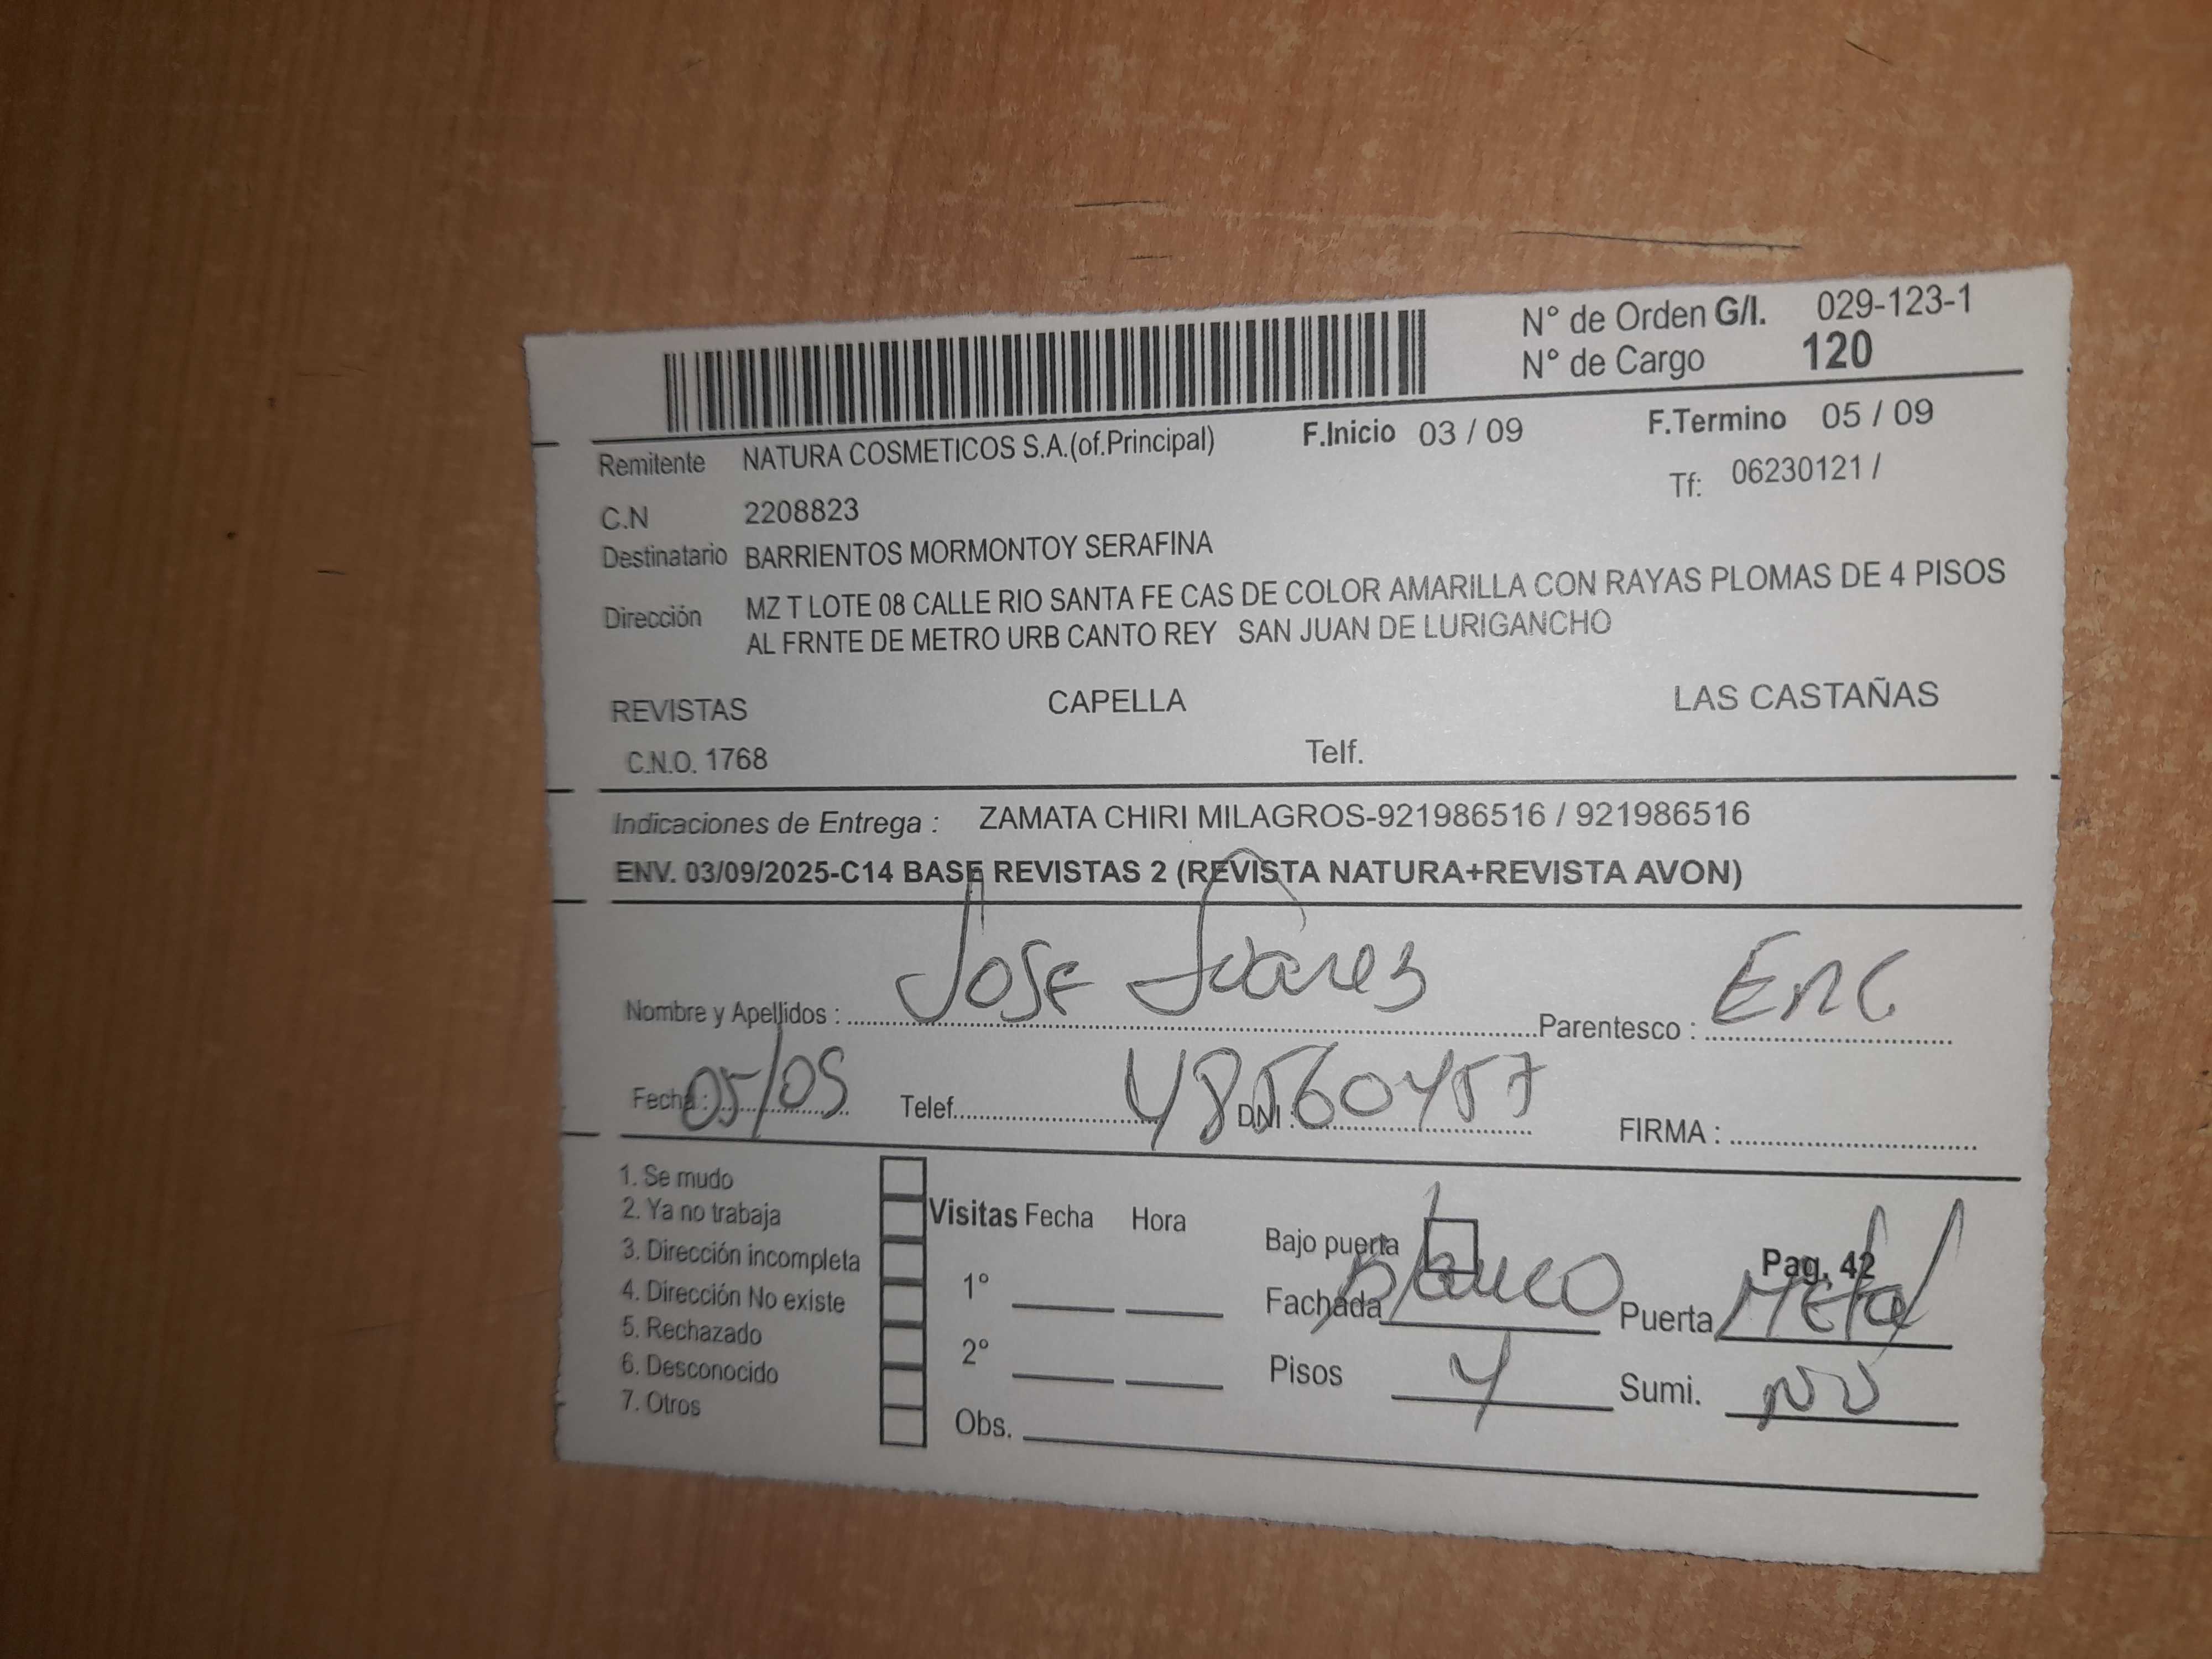 N° de Orden G/I. 029-123-1
N° de Cargo 120
Remitente NATURA COSMETICOS S.A.(of.Principal) F.Inicio 03 / 09 F.Termino 05 / 09
C.N 2208823 Tf: 06230121 /
Destinatario BARRIENTOS MORMONTOY SERAFINA
Dirección MZ T LOTE 08 CALLE RIO SANTA FE CAS DE COLOR AMARILLA CON RAYAS PLOMAS DE 4 PISOS
AL FRNTE DE METRO URB CANTO REY SAN JUAN DE LURIGANCHO
REVISTAS CAPELLA LAS CASTAÑAS
C.N.O. 1768 Telf.
Indicaciones de Entrega : ZAMATA CHIRI MILAGROS-921986516 / 921986516
ENV. 03/09/2025-C14 BASE REVISTAS 2 (REVISTA NATURA+REVISTA AVON)
Nombre y Apellidos : Jose Suares Parentesco : Enc
Fecha : 05/09 Telef. DNI : 48560457 FIRMA :
1. Se mudo
2. Ya no trabaja
3. Dirección incompleta
4. Dirección No existe
5. Rechazado
6. Desconocido
7. Otros
Visitas Fecha Hora
1°
2°
Obs.
Bajo puerta Pag. 42
Fachada blanco Puerta Metal
Pisos 4 Sumi. NO